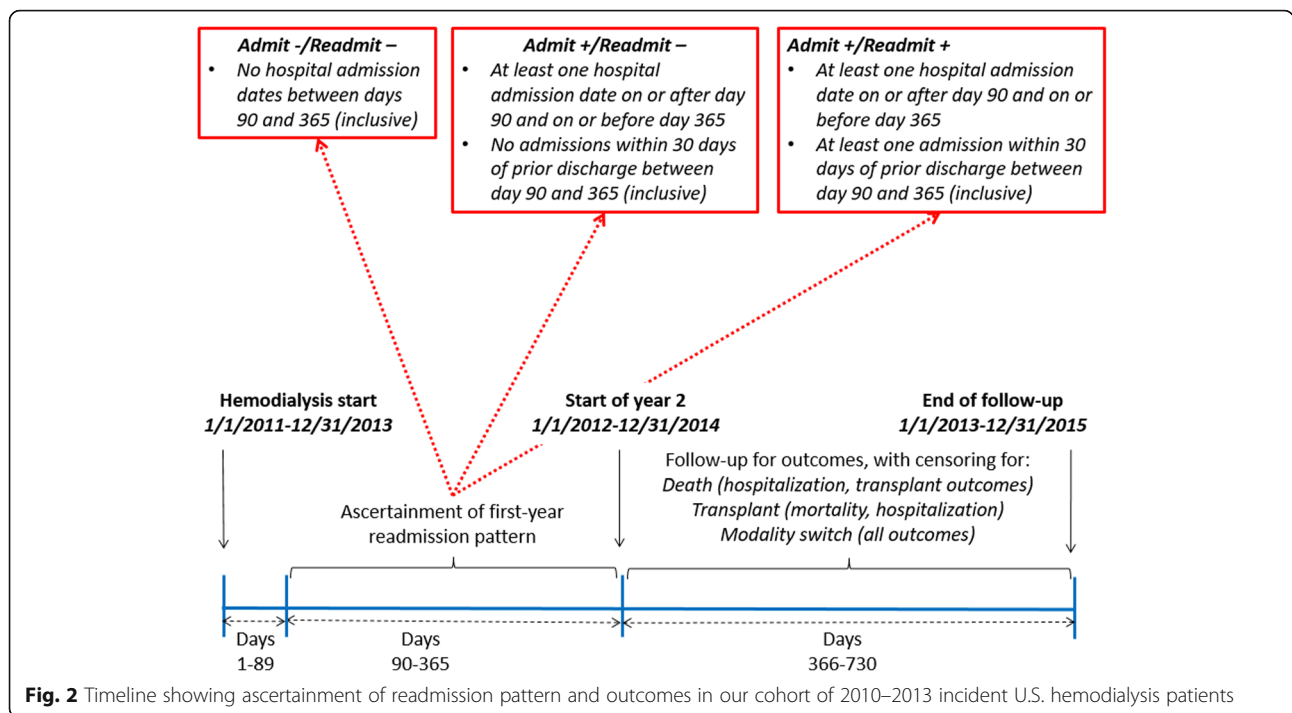 Admit -/Readmit –
• No hospital admission
dates between days
90 and 365 (inclusive)
Admit +/Readmit –
• At least one hospital
admission date on or after day
90 and on or before day 365
• No admissions within 30 days
of prior discharge between
day 90 and 365 (inclusive)
Admit +/Readmit +
• At least one hospital admission
date on or after day 90 and on or
before day 365
• At least one admission within 30
days of prior discharge between
day 90 and 365 (inclusive)
Hemodialysis start
1/1/2011-12/31/2013
Start of year 2
1/1/2012-12/31/2014
End of follow-up
1/1/2013-12/31/2015
Ascertainment of first-year
readmission pattern
Follow-up for outcomes, with censoring for:
Death (hospitalization, transplant outcomes)
Transplant (mortality, hospitalization)
Modality switch (all outcomes)
Days
1-89
Days
90-365
Days
366-730
Fig. 2 Timeline showing ascertainment of readmission pattern and outcomes in our cohort of 2010–2013 incident U.S. hemodialysis patients